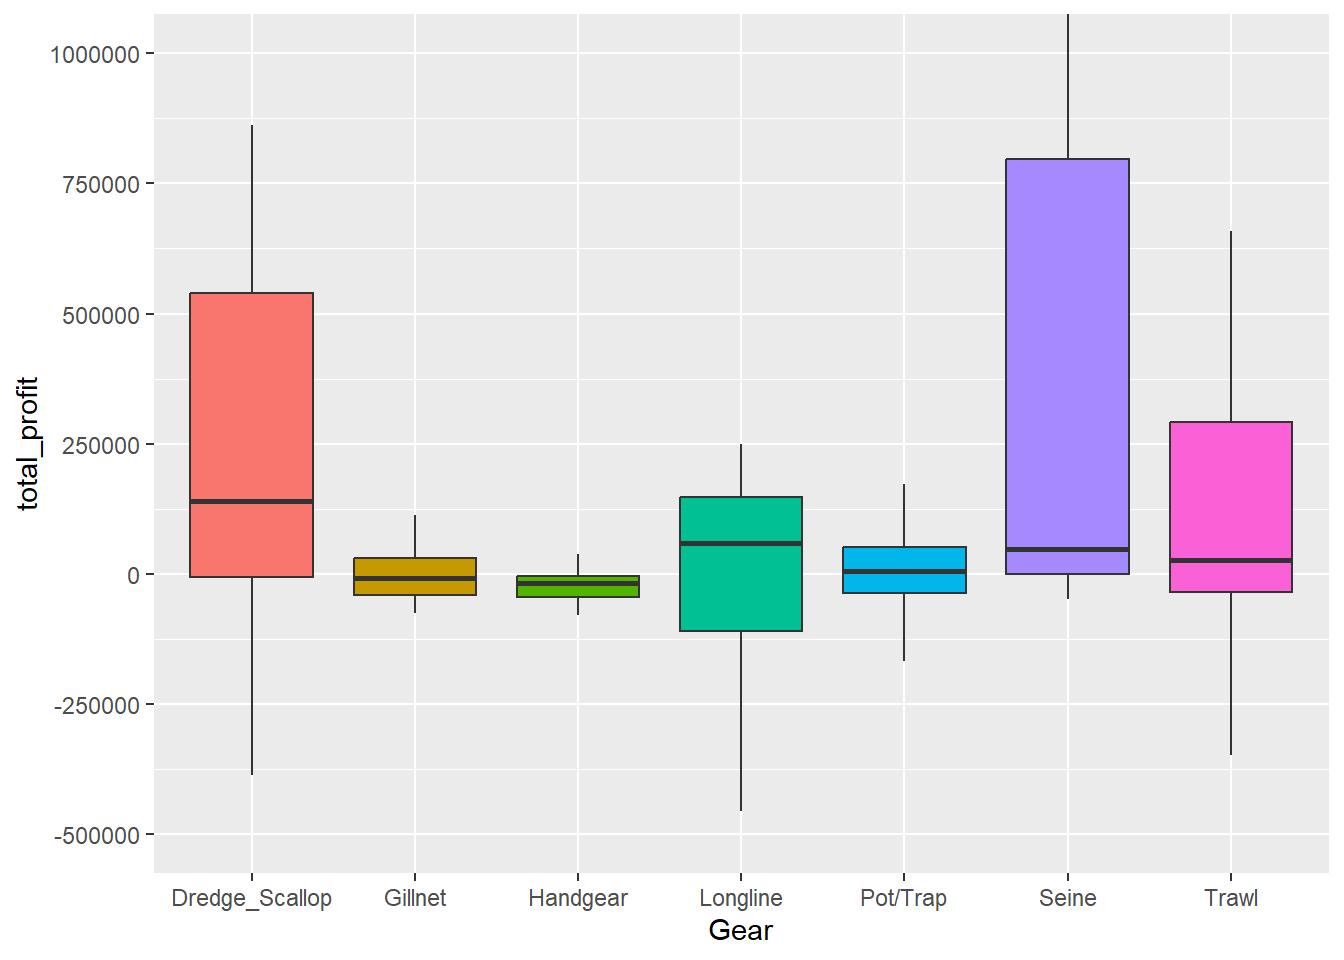 1000000
750000
500000
250000
0
-250000
-500000
total_profit
Dredge_Scallop Gillnet Handgear Longline Pot/Trap Seine Trawl
Gear